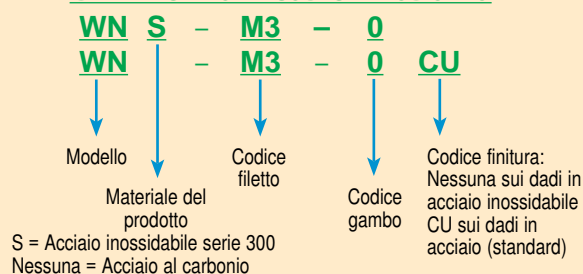 WN S – M3 – 0
WN – M3 – 0 CU
Modello
Materiale del
prodotto
S = Acciaio inossidabile serie 300
Nessuna = Acciaio al carbonio
Codice
filetto
Codice
gambo
Codice finitura:
Nessuna sui dadi in
acciaio inossidabile
CU sui dadi in
acciaio (standard)